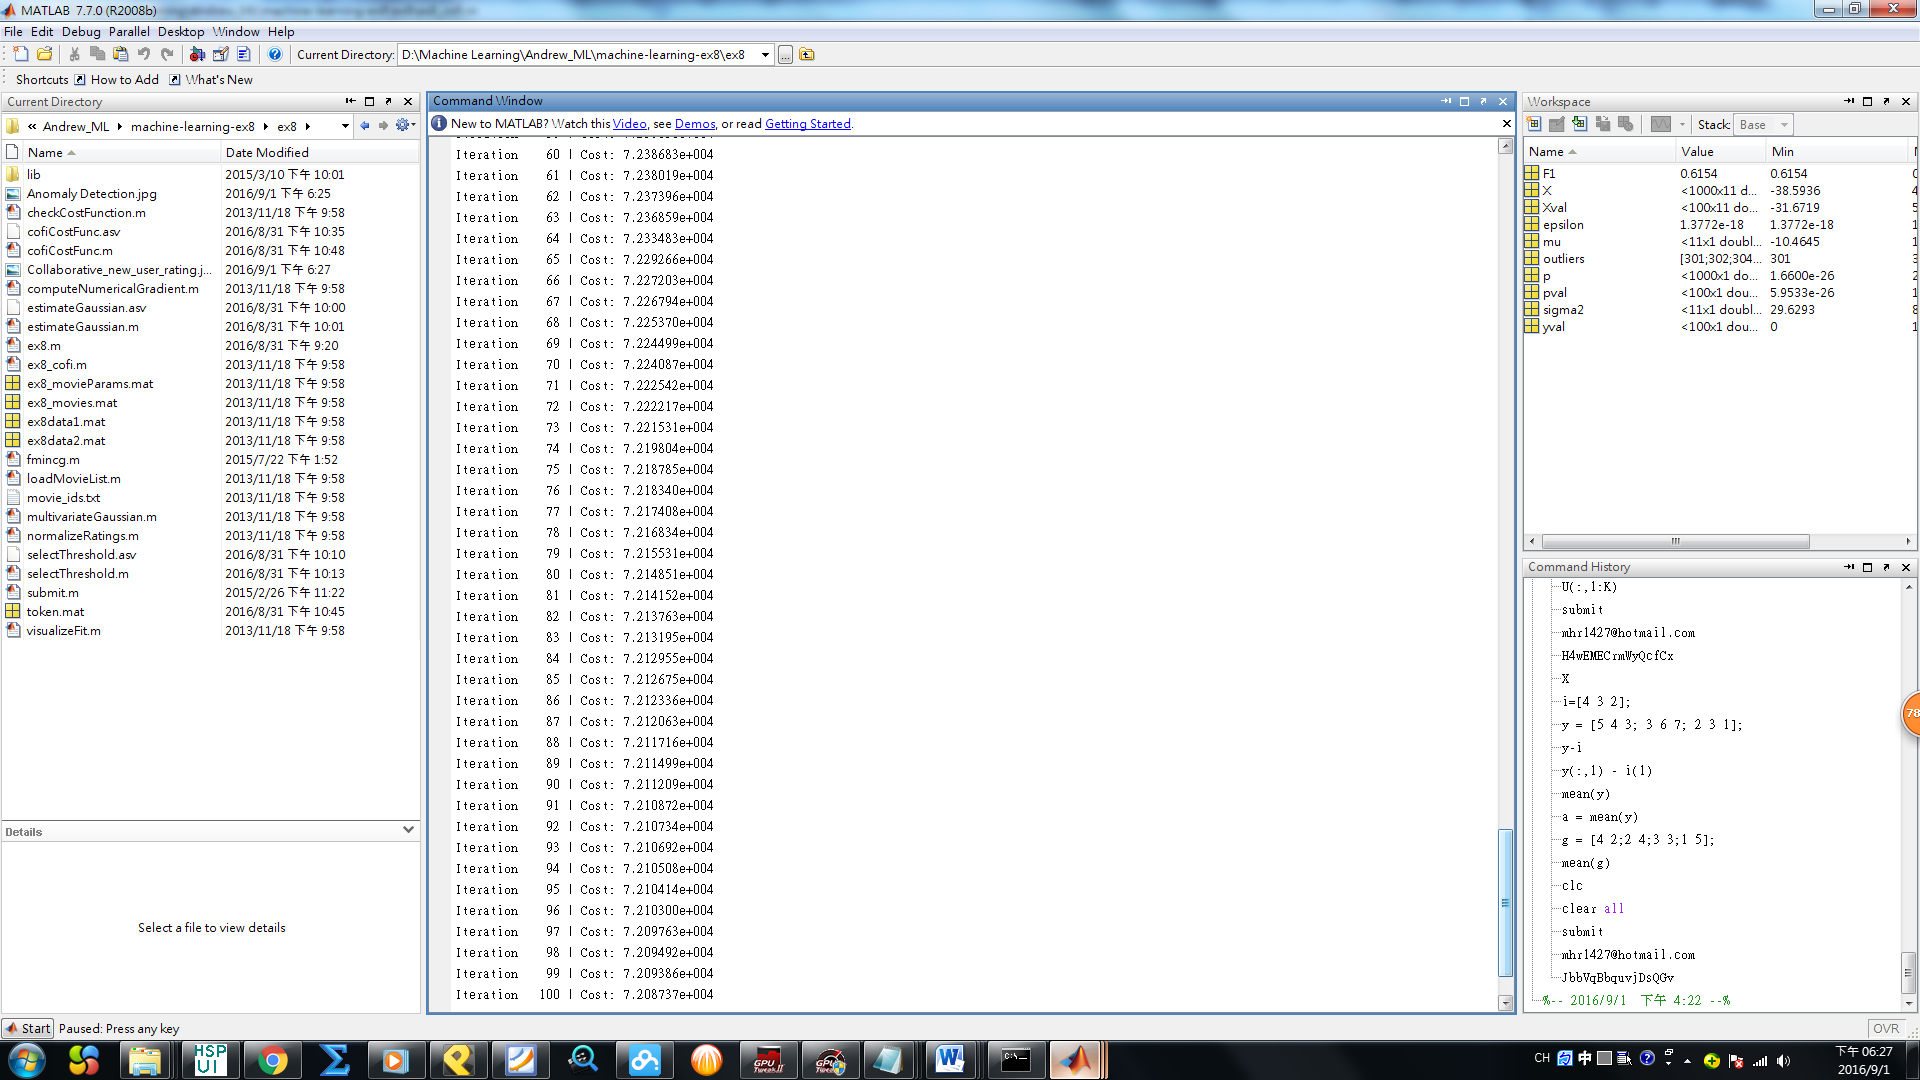 MATLAB 7.7.0 (R2008b)
File Edit Debug Parallel Desktop Window Help
Current Directory: D:\Machine Learning\Andrew_ML\machine-learning-ex8\ex8
Shortcuts How to Add What's New
Current Directory
« Andrew_ML machine-learning-ex8 ex8
Name Date Modified
lib 2015/3/10 下午 10:01
Anomaly Detection.jpg 2016/9/1 下午 6:25
checkCostFunction.m 2013/11/18 下午 9:58
cofiCostFunc.asv 2016/8/31 下午 10:35
cofiCostFunc.m 2016/8/31 下午 10:48
Collaborative_new_user_rating.j... 2016/9/1 下午 6:27
computeNumericalGradient.m 2013/11/18 下午 9:58
estimateGaussian.asv 2016/8/31 下午 10:00
estimateGaussian.m 2016/8/31 下午 10:01
ex8.m 2016/8/31 下午 9:20
ex8_cofi.m 2013/11/18 下午 9:58
ex8_movieParams.mat 2013/11/18 下午 9:58
ex8_movies.mat 2013/11/18 下午 9:58
ex8data1.mat 2013/11/18 下午 9:58
ex8data2.mat 2013/11/18 下午 9:58
fmincg.m 2015/7/22 下午 1:52
loadMovieList.m 2013/11/18 下午 9:58
movie_ids.txt 2013/11/18 下午 9:58
multivariateGaussian.m 2013/11/18 下午 9:58
normalizeRatings.m 2013/11/18 下午 9:58
selectThreshold.asv 2016/8/31 下午 10:10
selectThreshold.m 2016/8/31 下午 10:13
submit.m 2015/2/26 下午 11:22
token.mat 2016/8/31 下午 10:45
visualizeFit.m 2013/11/18 下午 9:58
Details
Select a file to view details
Command Window
New to MATLAB? Watch this Video, see Demos, or read Getting Started.
Iteration 60 | Cost: 7.238683e+004
Iteration 61 | Cost: 7.238019e+004
Iteration 62 | Cost: 7.237396e+004
Iteration 63 | Cost: 7.236859e+004
Iteration 64 | Cost: 7.233483e+004
Iteration 65 | Cost: 7.229266e+004
Iteration 66 | Cost: 7.227203e+004
Iteration 67 | Cost: 7.226794e+004
Iteration 68 | Cost: 7.225370e+004
Iteration 69 | Cost: 7.224499e+004
Iteration 70 | Cost: 7.224087e+004
Iteration 71 | Cost: 7.222542e+004
Iteration 72 | Cost: 7.222217e+004
Iteration 73 | Cost: 7.221531e+004
Iteration 74 | Cost: 7.219804e+004
Iteration 75 | Cost: 7.218785e+004
Iteration 76 | Cost: 7.218340e+004
Iteration 77 | Cost: 7.217408e+004
Iteration 78 | Cost: 7.216834e+004
Iteration 79 | Cost: 7.215531e+004
Iteration 80 | Cost: 7.214851e+004
Iteration 81 | Cost: 7.214152e+004
Iteration 82 | Cost: 7.213763e+004
Iteration 83 | Cost: 7.213195e+004
Iteration 84 | Cost: 7.212955e+004
Iteration 85 | Cost: 7.212675e+004
Iteration 86 | Cost: 7.212336e+004
Iteration 87 | Cost: 7.212063e+004
Iteration 88 | Cost: 7.211716e+004
Iteration 89 | Cost: 7.211499e+004
Iteration 90 | Cost: 7.211209e+004
Iteration 91 | Cost: 7.210872e+004
Iteration 92 | Cost: 7.210734e+004
Iteration 93 | Cost: 7.210692e+004
Iteration 94 | Cost: 7.210508e+004
Iteration 95 | Cost: 7.210414e+004
Iteration 96 | Cost: 7.210300e+004
Iteration 97 | Cost: 7.209763e+004
Iteration 98 | Cost: 7.209492e+004
Iteration 99 | Cost: 7.209386e+004
Iteration 100 | Cost: 7.208737e+004
Workspace
Stack: Base
Name Value Min
F1 0.6154 0.6154
X <1000x11 d... -38.5936
Xval <100x11 do... -31.6719
epsilon 1.3772e-18 1.3772e-18
mu <11x1 doubl... -10.4645
outliers [301;302;304... 301
p <1000x1 do... 1.6600e-26
pval <100x1 dou... 5.9533e-26
sigma2 <11x1 doubl... 29.6293
yval <100x1 dou... 0
Command History
U(:,1:K)
submit
mhr1427@hotmail.com
H4wEMECrmWyQcfCx
X
i=[4 3 2];
y = [5 4 3; 3 6 7; 2 3 1];
y-i
y(:,1) - i(1)
mean(y)
a = mean(y)
g = [4 2;2 4;3 3;1 5];
mean(g)
clc
clear all
submit
mhr1427@hotmail.com
JbbVqBbquvjDsQGv
%-- 2016/9/1 下午 4:22 --%
78
Start Paused: Press any key
OVR
HSP UI
GPU Tweak II
GPU Tweak
CH 中
下午 06:27
2016/9/1